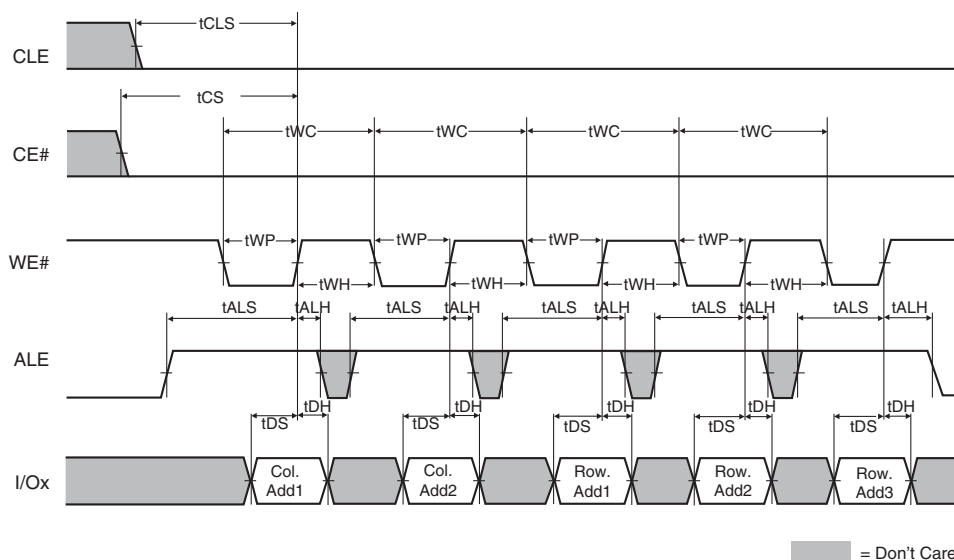 tCLS
CLE
tCS
tWC tWC tWC tWC
CE#
tWP tWP tWP tWP
WE#
tWH tWH tWH tWH
tALS tALH tALS tALH tALS tALH tALS tALH tALS tALH
ALE
tDH tDH tDH tDH tDH
tDS tDS tDS tDS tDS
I/Ox
Col. Add1
Col. Add2
Row. Add1
Row. Add2
Row. Add3
= Don't Care